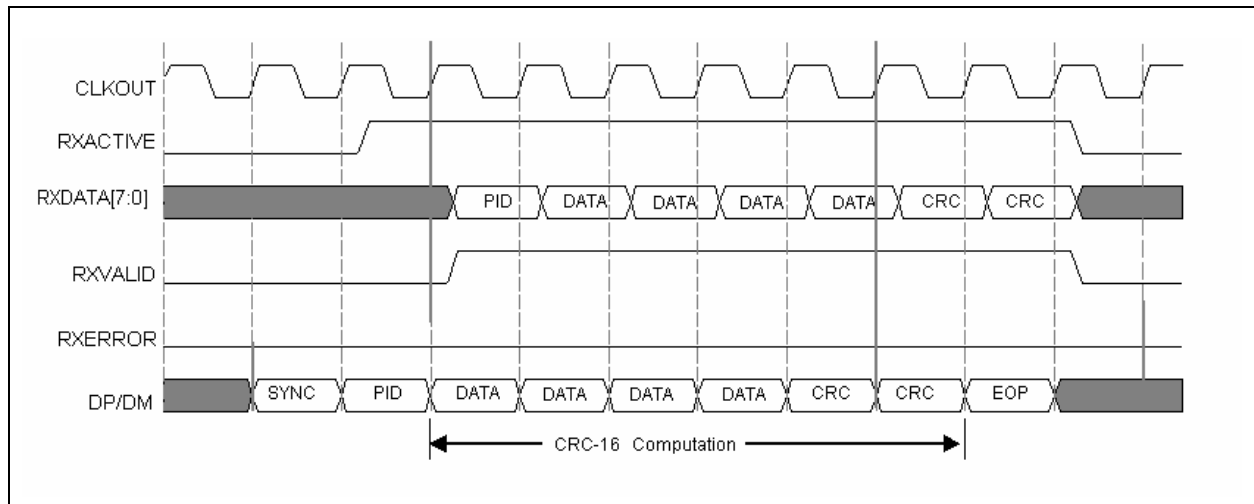 CLKOUT
RXACTIVE
RXDATA[7:0]
PID DATA DATA DATA DATA CRC CRC
RXVALID
RXERROR
DP/DM
SYNC PID DATA DATA DATA DATA CRC CRC EOP
CRC-16 Computation